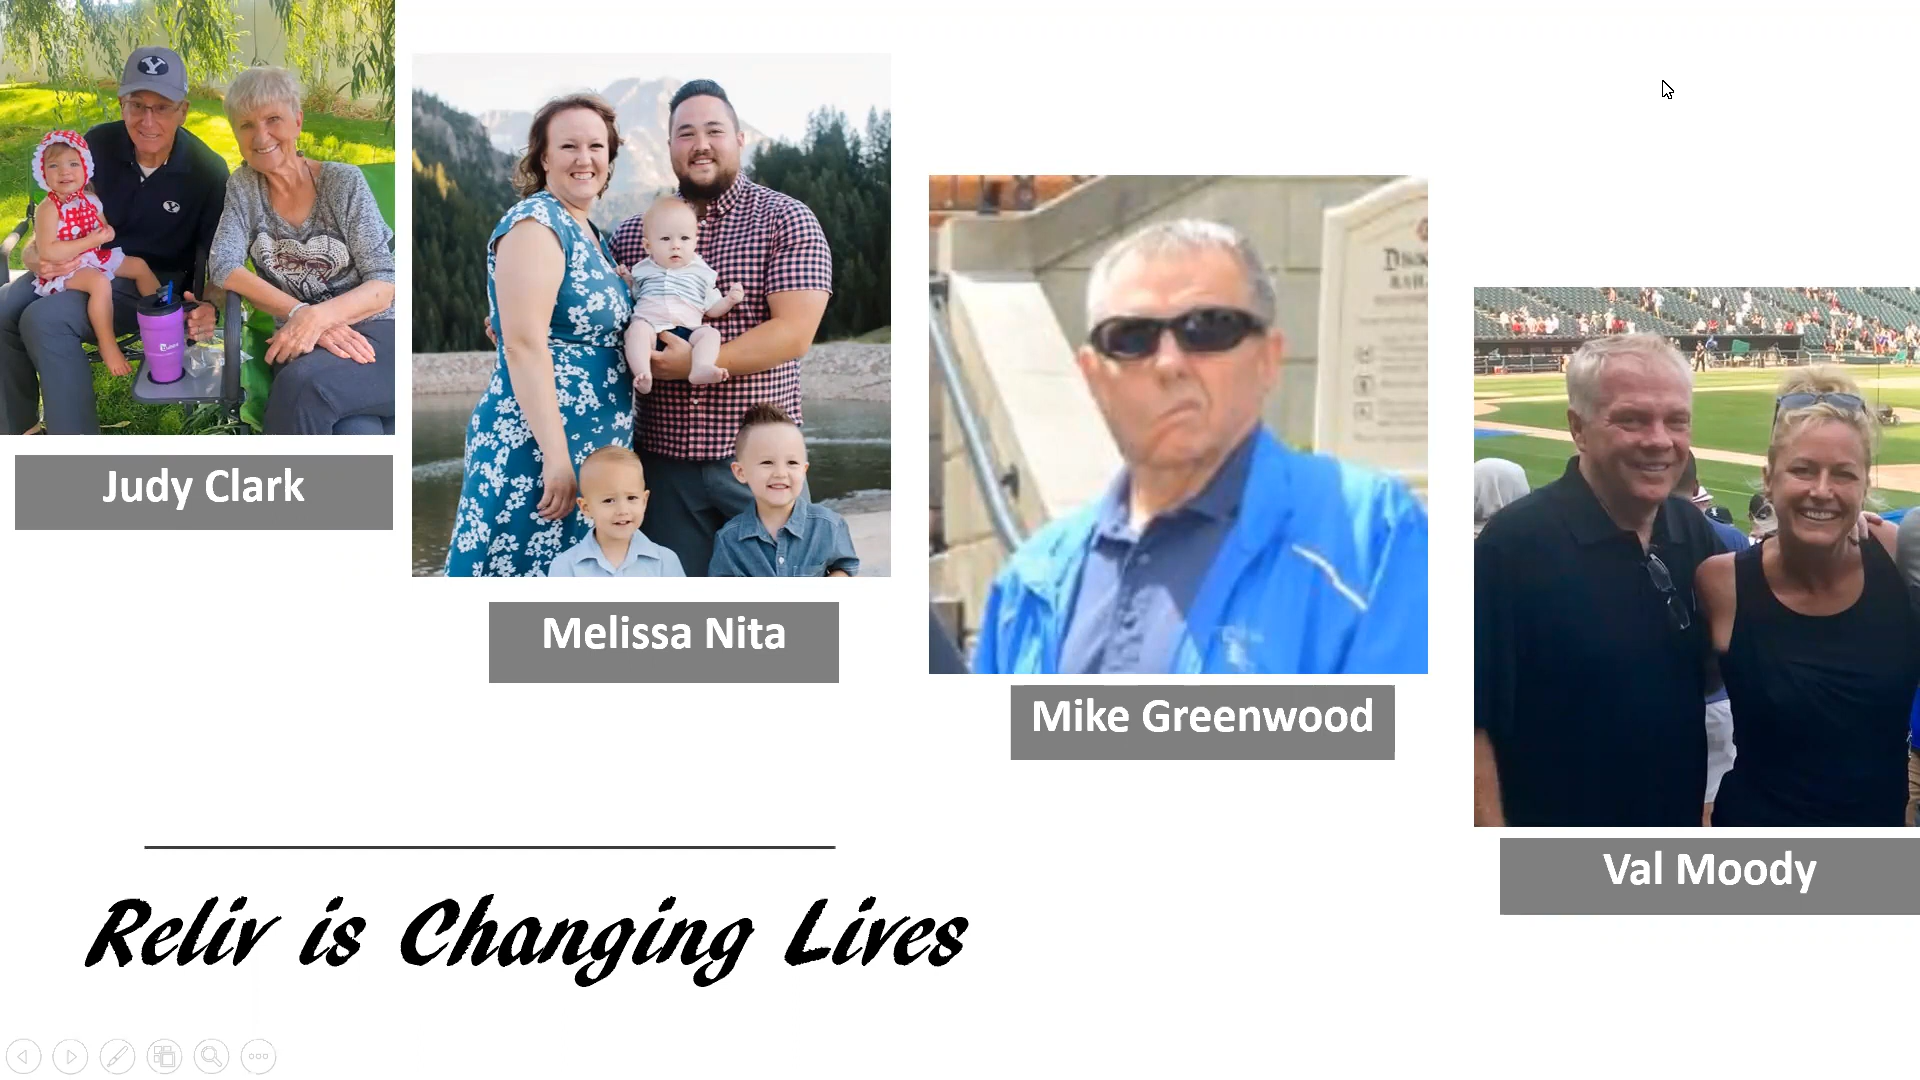 Y
Y
Judy Clark
Melissa Nita
Mike Greenwood
Val Moody
Reliv is Changing Lives